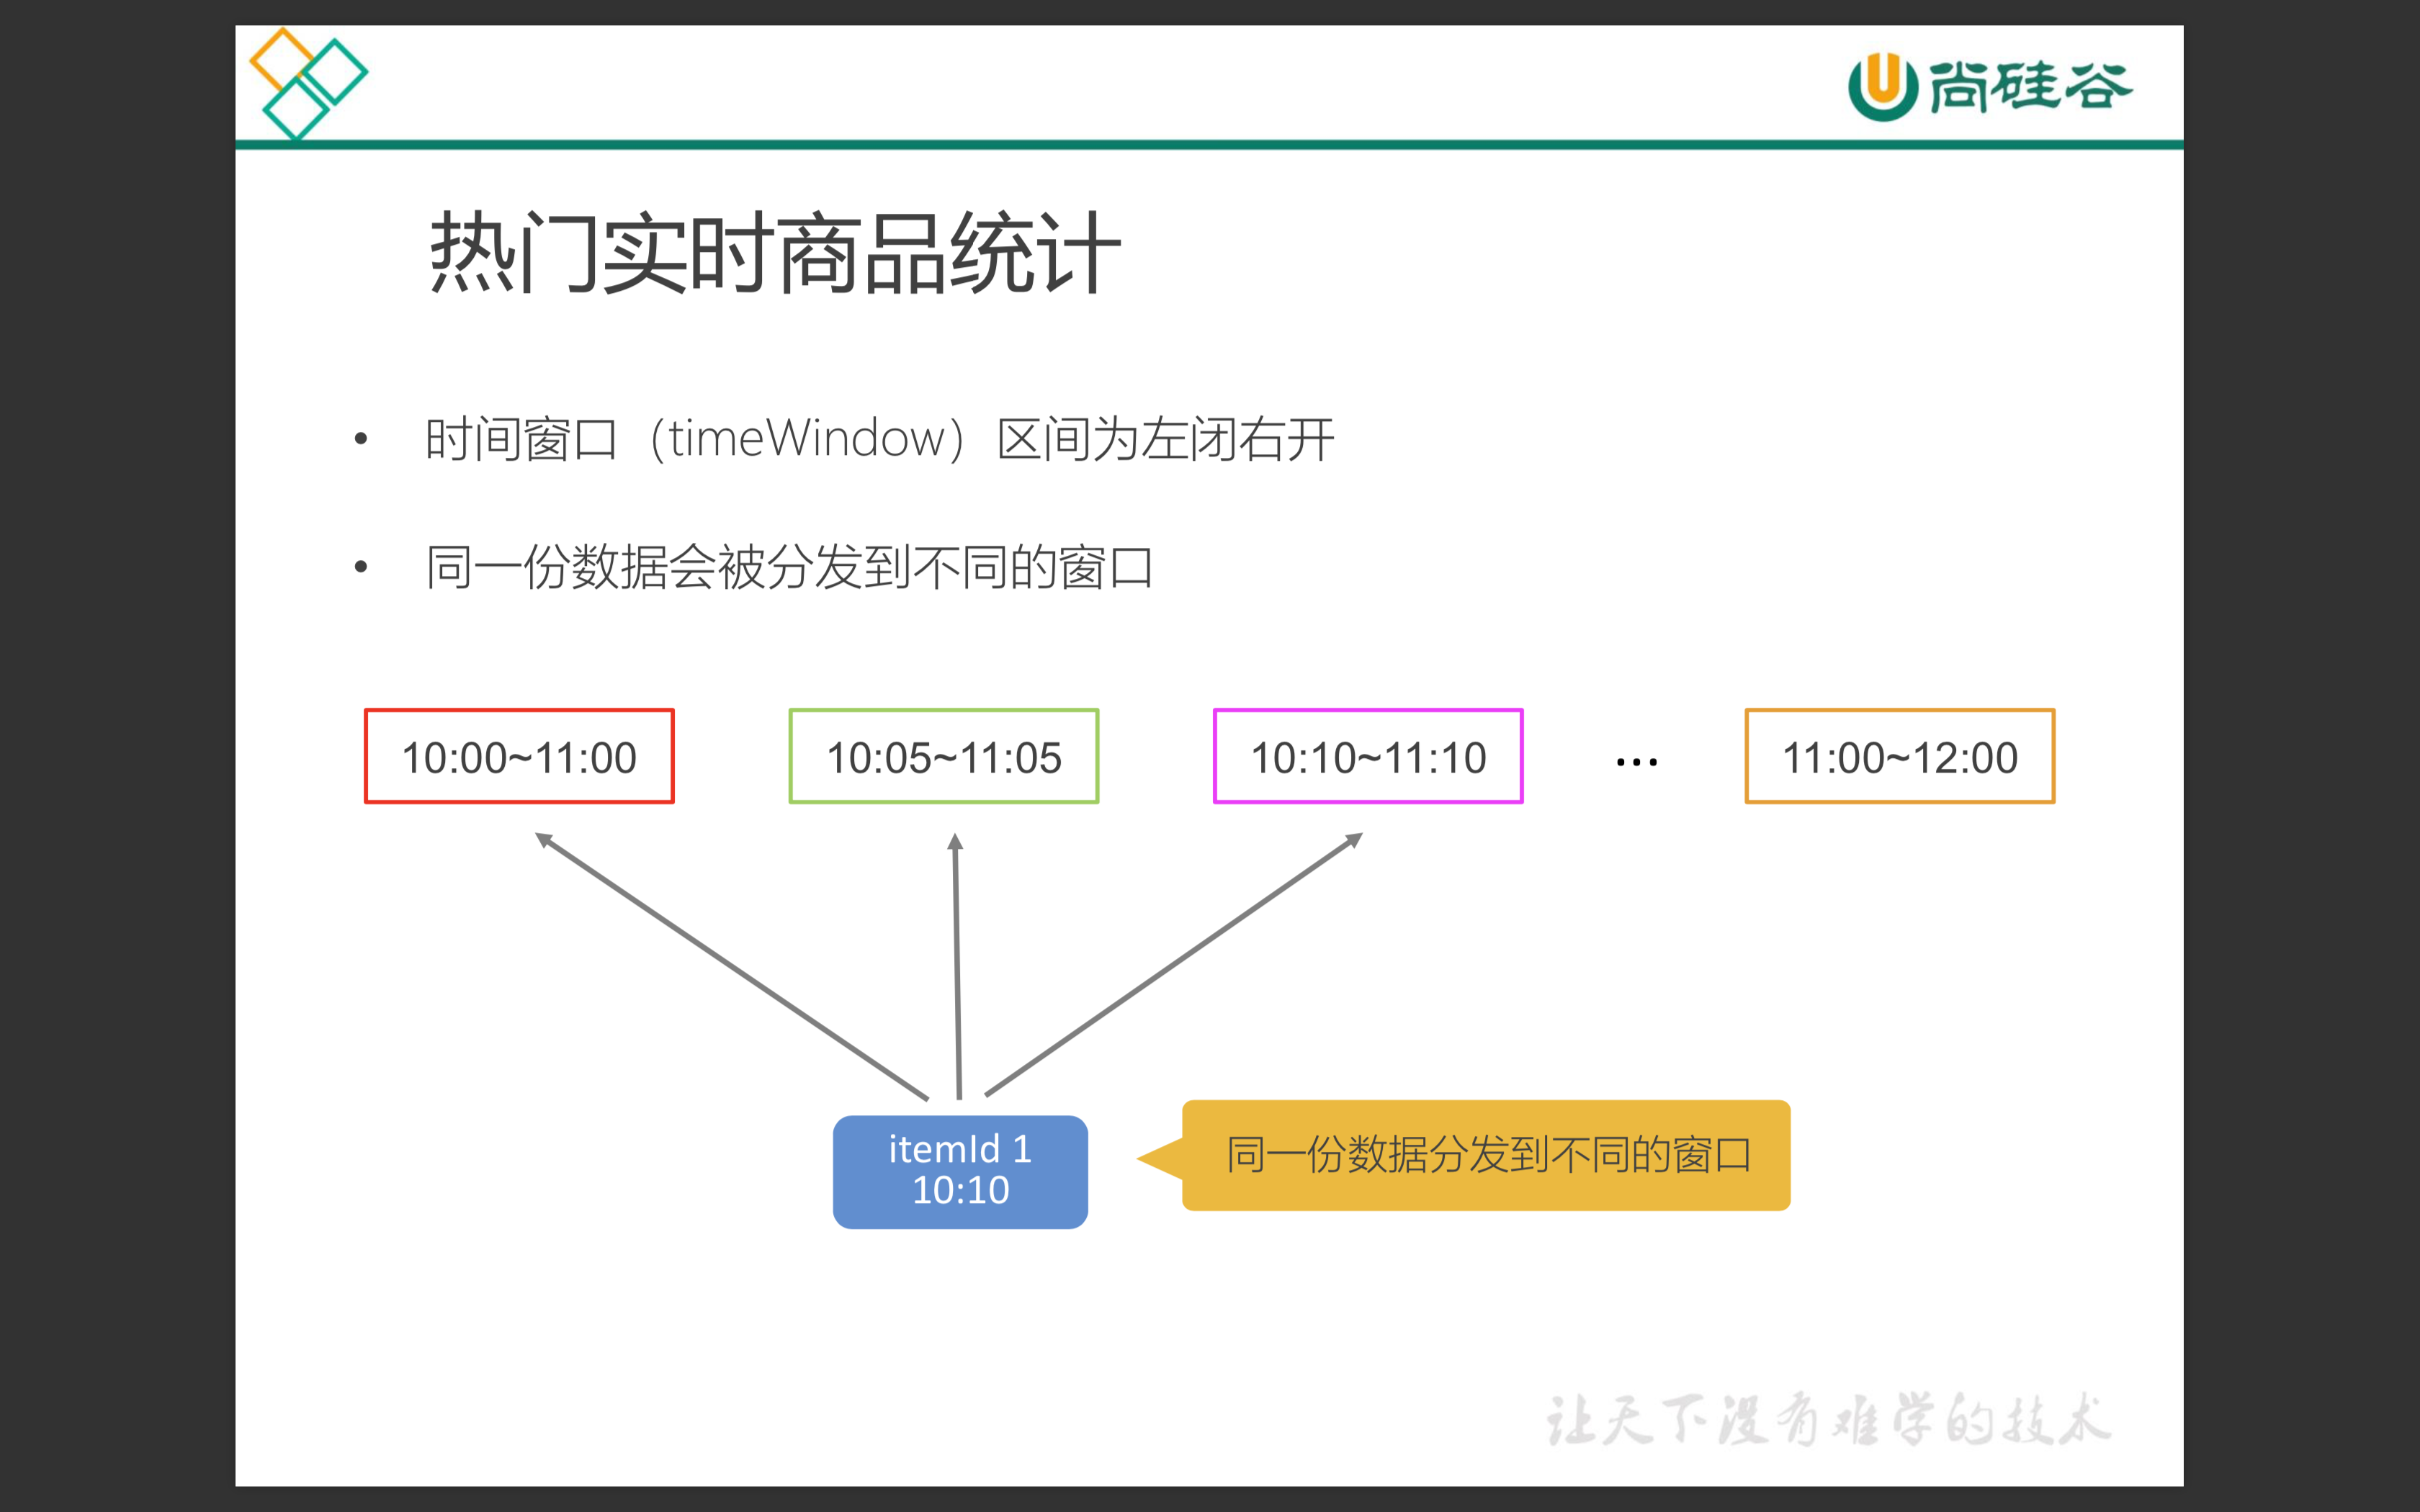 尚硅谷
热门实时商品统计
• 时间窗口（timeWindow）区间为左闭右开
• 同一份数据会被分发到不同的窗口
10:00~11:00 10:05~11:05 10:10~11:10 ... 11:00~12:00
itemId 1
10:10
同一份数据分发到不同的窗口
让天下没有难学的技术